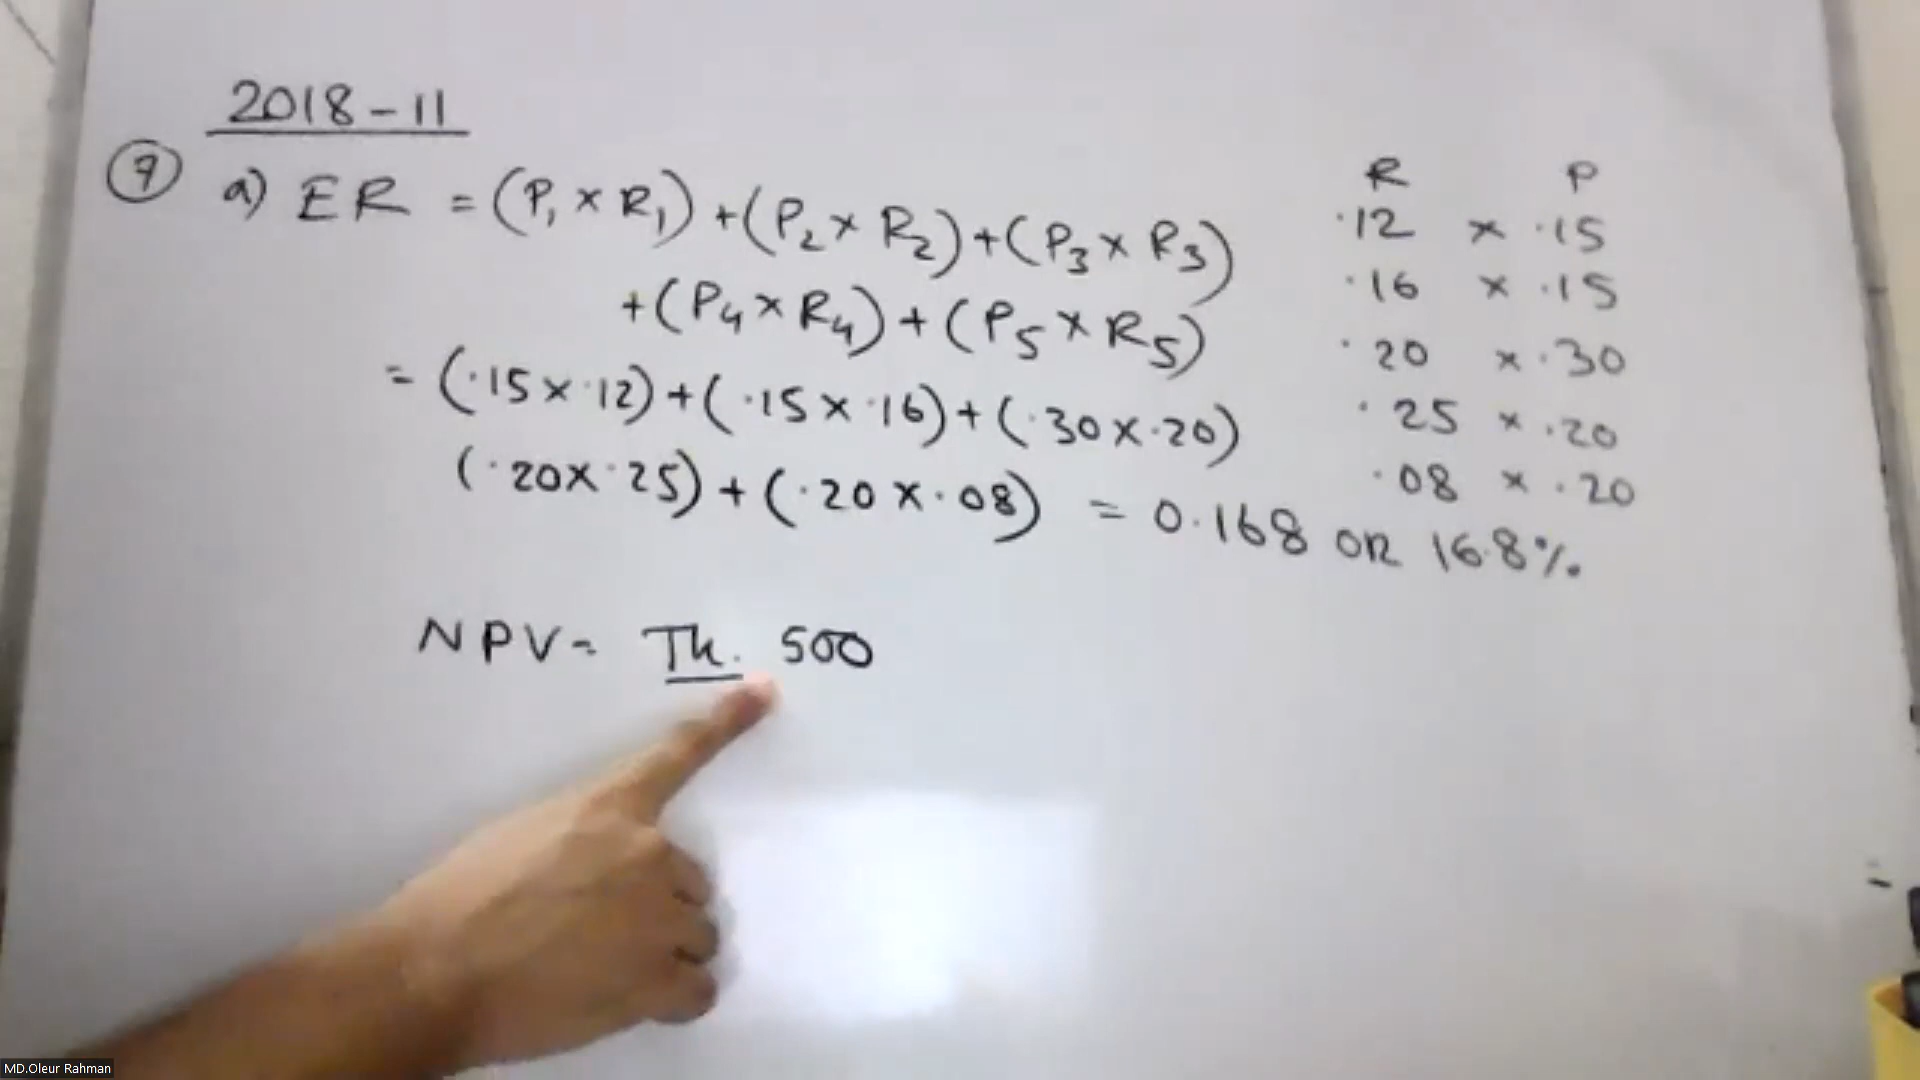 2018-11
7 a) ER = (P₁ × R₁) + (P₂ × R₂) + (P₃ × R₃)
+ (P₄ × R₄) + (P₅ × R₅)
= (.15 × .12) + (.15 × .16) + (.30 × .20)
(.20 × .25) + (.20 × .08) = 0.168 OR 16.8%
R P
.12 × .15
.16 × .15
.20 × .30
.25 × .20
.08 × .20
NPV = Tk. 500
MD.Oleur Rahman